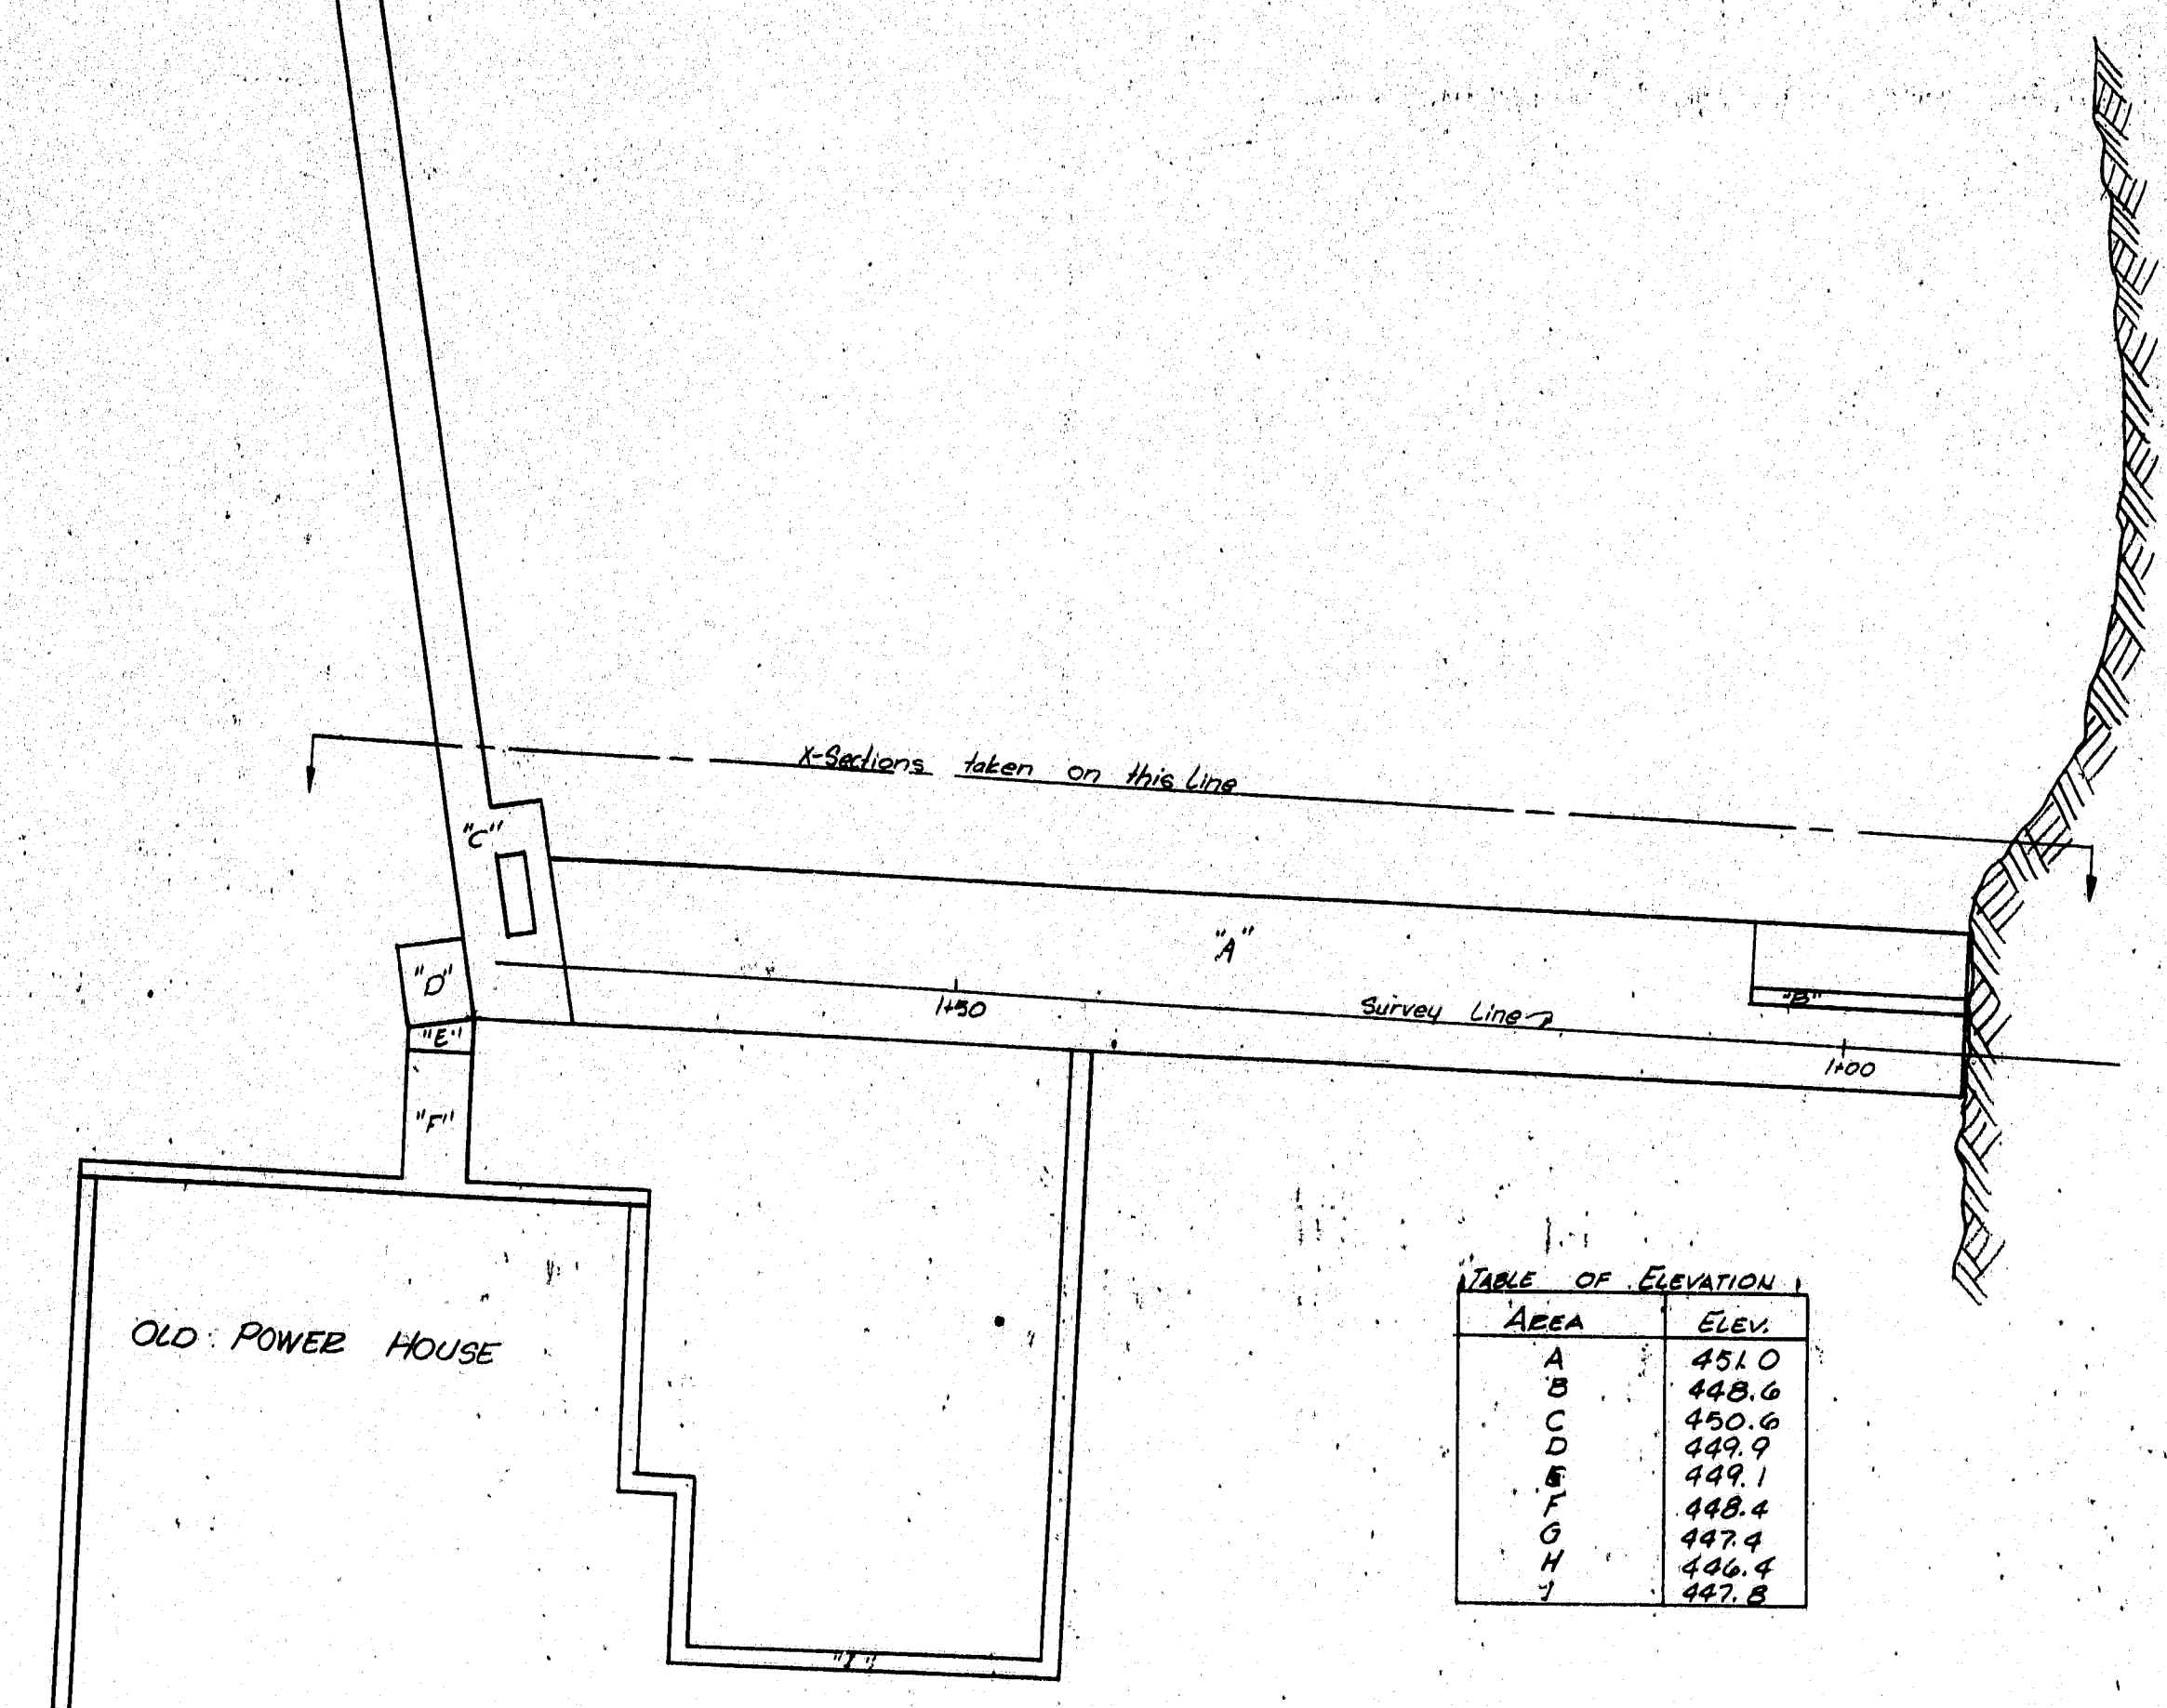 X-Sections taken on this Line
"C"
"A"
"D"
"B"
1+50
Survey Line
"E"
1+00
"F"
TABLE OF ELEVATION
AREA ELEV.
A 451.0
B 448.6
C 450.6
D 449.9
E 449.1
F 448.4
G 447.4
H 446.4
J 447.8
OLD POWER HOUSE